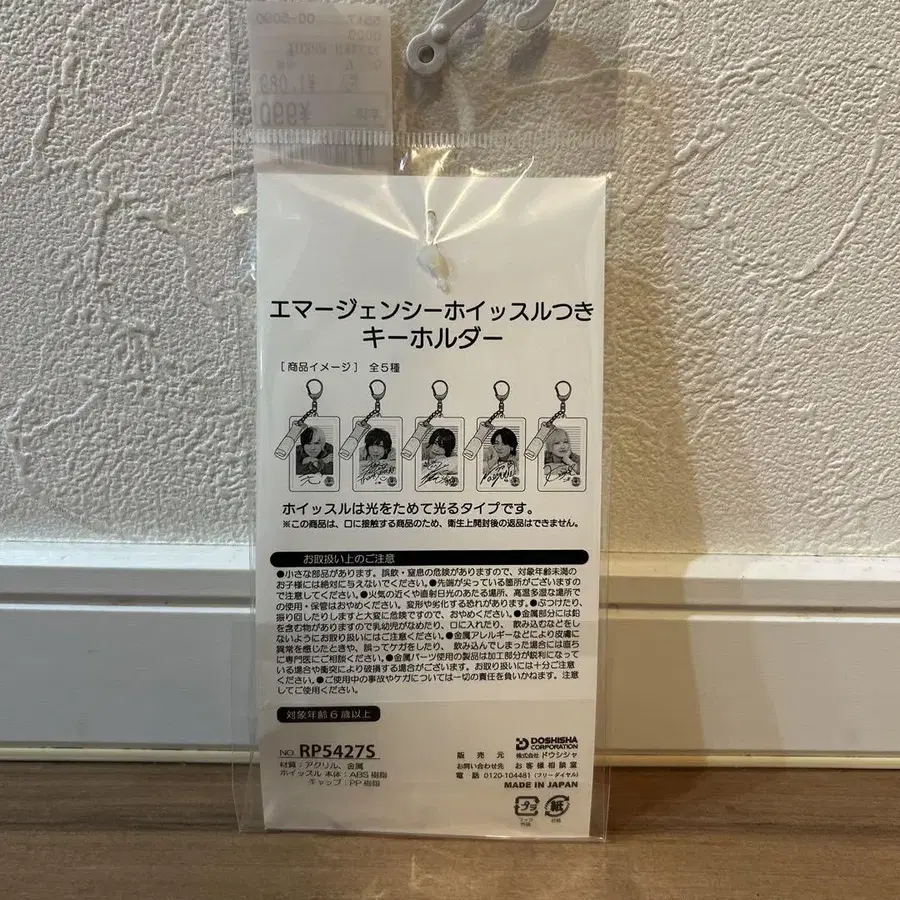 ¥1,089
¥990
エマージェンシーホイッスルつき
キーホルダー
[商品イメージ] 全5種
ホイッスルは光をためて光るタイプです。
※この商品は、口に接触する商品のため、衛生上開封後の返品はできません。
お取扱い上のご注意
●小さな部品があります。誤飲・窒息の危険がありますので、対象年齢未満の
お子様には絶対に与えないでください。●先端が尖っている箇所がございますの
で注意してください。●火気の近くや直射日光のあたる場所、高温多湿な場所で
の使用・保管はおやめください。変形や劣化する恐れがあります。●ぶつけたり、
振り回したりしますと大変に危険ですので、おやめください。●金属部分には鉛
を含む物がありますので乳幼児がなめたり、口に入れたり、飲み込むなどをし
ないようにお取り扱いにはご注意ください。●金属アレルギーなどにより皮膚に
異常を感じたときや、誤ってケガをしたり、飲み込んでしまった場合には直ち
に専門医にご相談ください。●金属パーツ使用の製品は加工部分が鋭利になって
いる場合や衝突により破損する場合がございます。お取り扱いには十分ご注意
ください。●ご使用中の事故やケガについては一切の責任を負いかねます。注意
してご使用ください。
対象年齢6歳以上
NO. RP5427S
材質：アクリル、金属
ホイッスル 本体：ABS 樹脂
キャップ：PP 樹脂
DOSHISHA
CORPORATION
販売元 株式会社 ドウシシャ
お問い合わせ先 お客様相談室
電話 0120-104481 (フリーダイヤル)
MADE IN JAPAN
プラ
紙